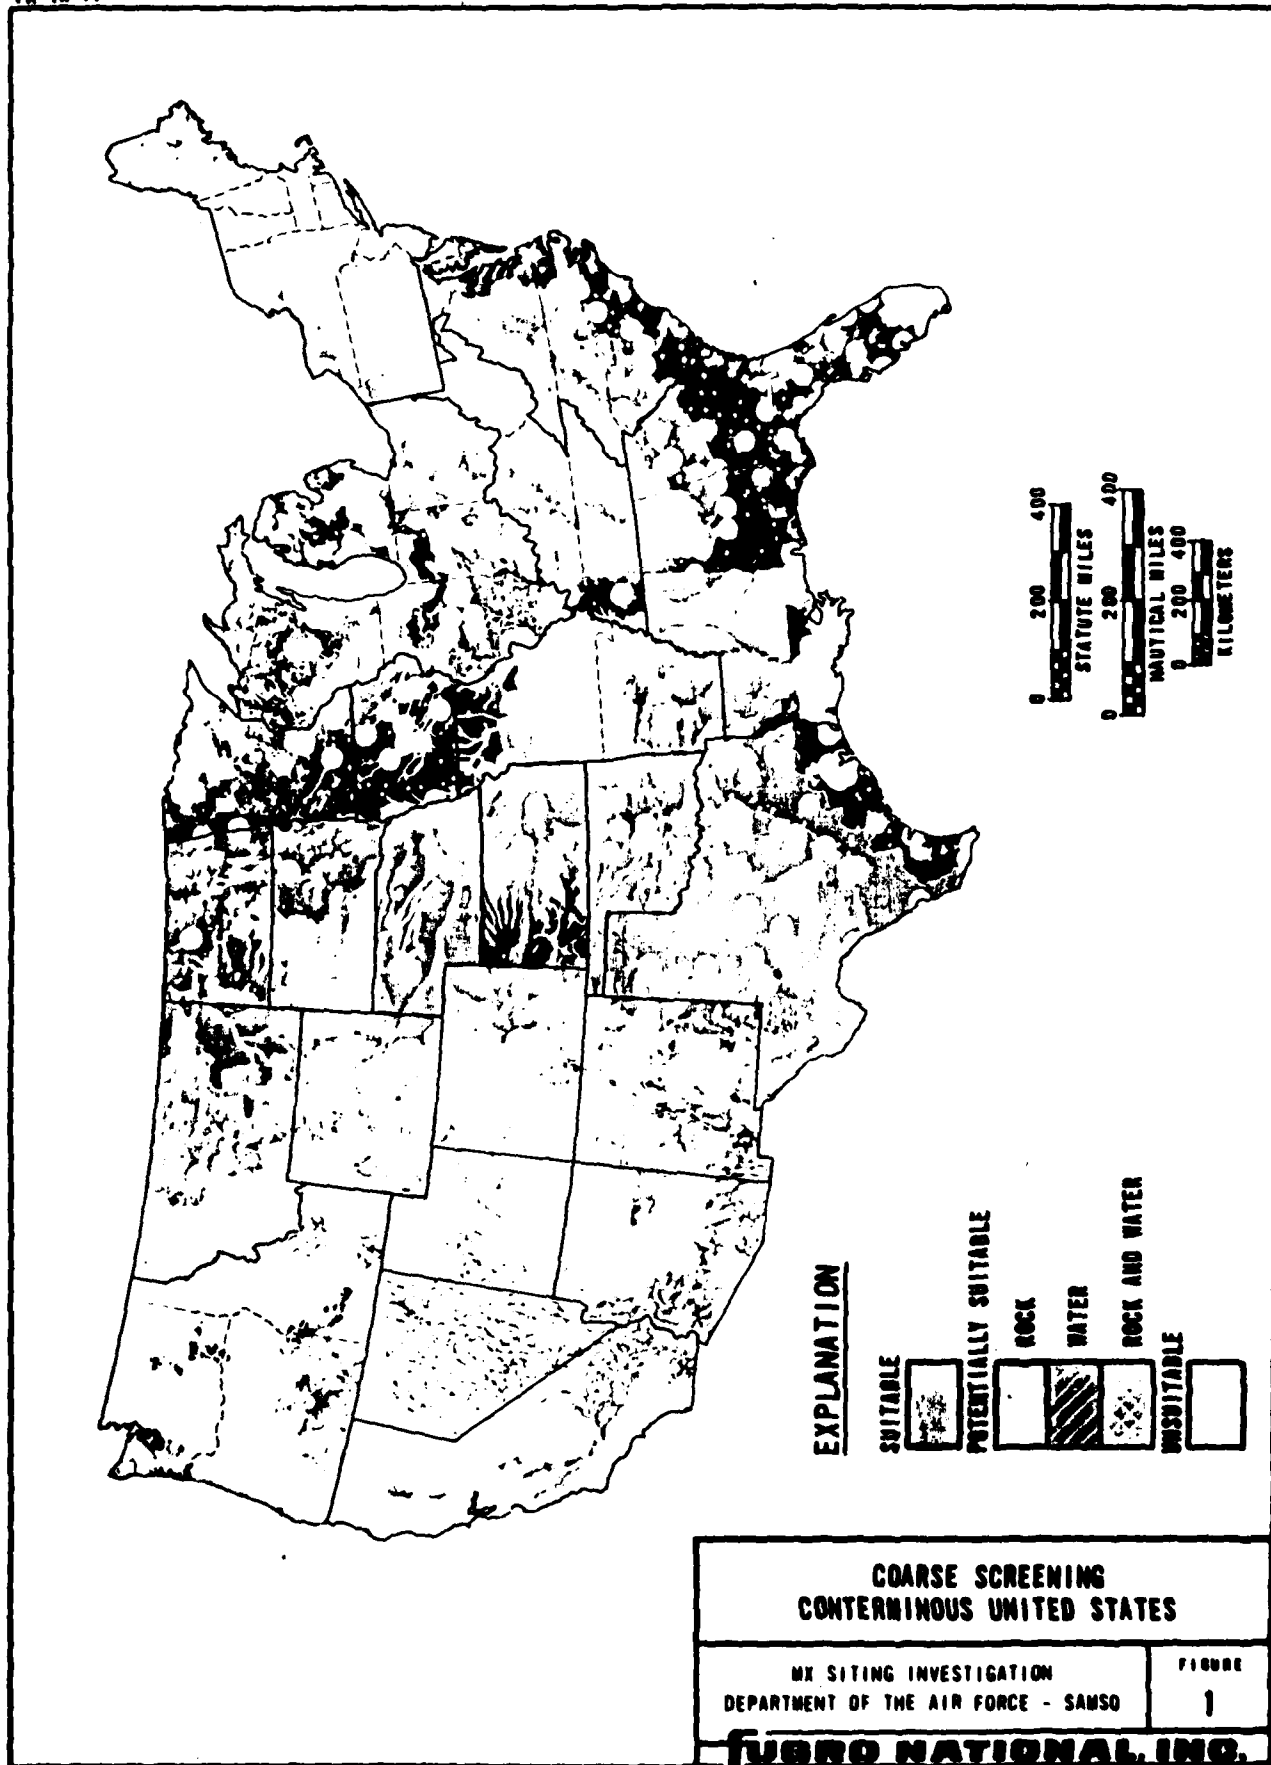 0 200 400
STATUTE MILES
0 200 400
NAUTICAL MILES
0 200 400
KILOMETERS
EXPLANATION
SUITABLE
POTENTIALLY SUITABLE
ROCK
WATER
ROCK AND WATER
UNSUITABLE
COARSE SCREENING
CONTERMINOUS UNITED STATES
MX SITING INVESTIGATION
DEPARTMENT OF THE AIR FORCE - SAMSO
FIGURE
1
FUGRO NATIONAL, INC.